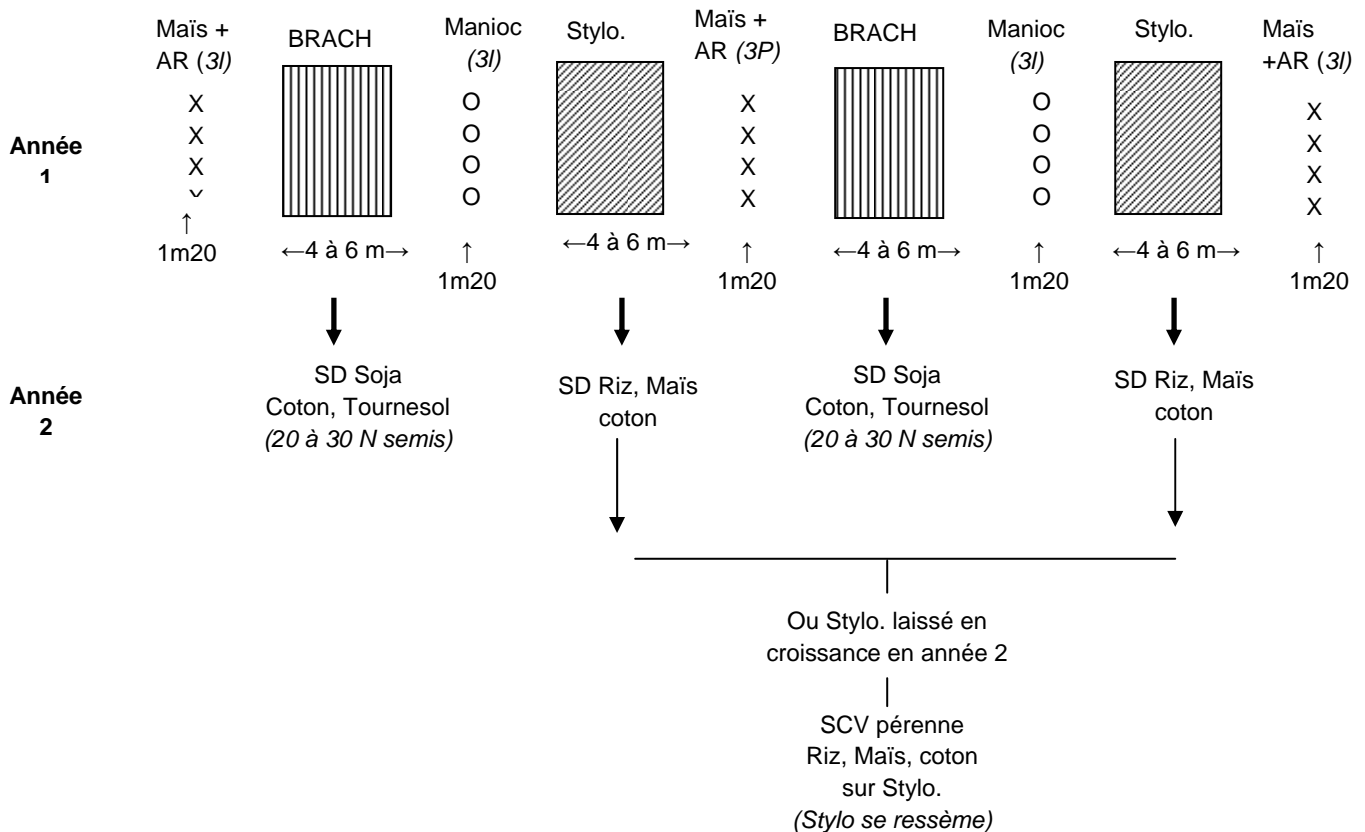 Maïs +
AR (3l)
BRACH
Manioc
(3l)
Stylo.
Maïs +
AR (3P)
BRACH
Manioc
(3l)
Stylo.
Maïs
+AR (3l)
Année
1
X
X
X
X
O
O
O
O
X
X
X
X
O
O
O
O
X
X
X
X
↑
1m20
←4 à 6 m→
↑
1m20
←4 à 6 m→
↑
1m20
←4 à 6 m→
↑
1m20
←4 à 6 m→
↑
1m20
Année
2
SD Soja
Coton, Tournesol
(20 à 30 N semis)
SD Riz, Maïs
coton
SD Soja
Coton, Tournesol
(20 à 30 N semis)
SD Riz, Maïs
coton
Ou Stylo. laissé en
croissance en année 2
SCV pérenne
Riz, Maïs, coton
sur Stylo.
(Stylo se ressème)